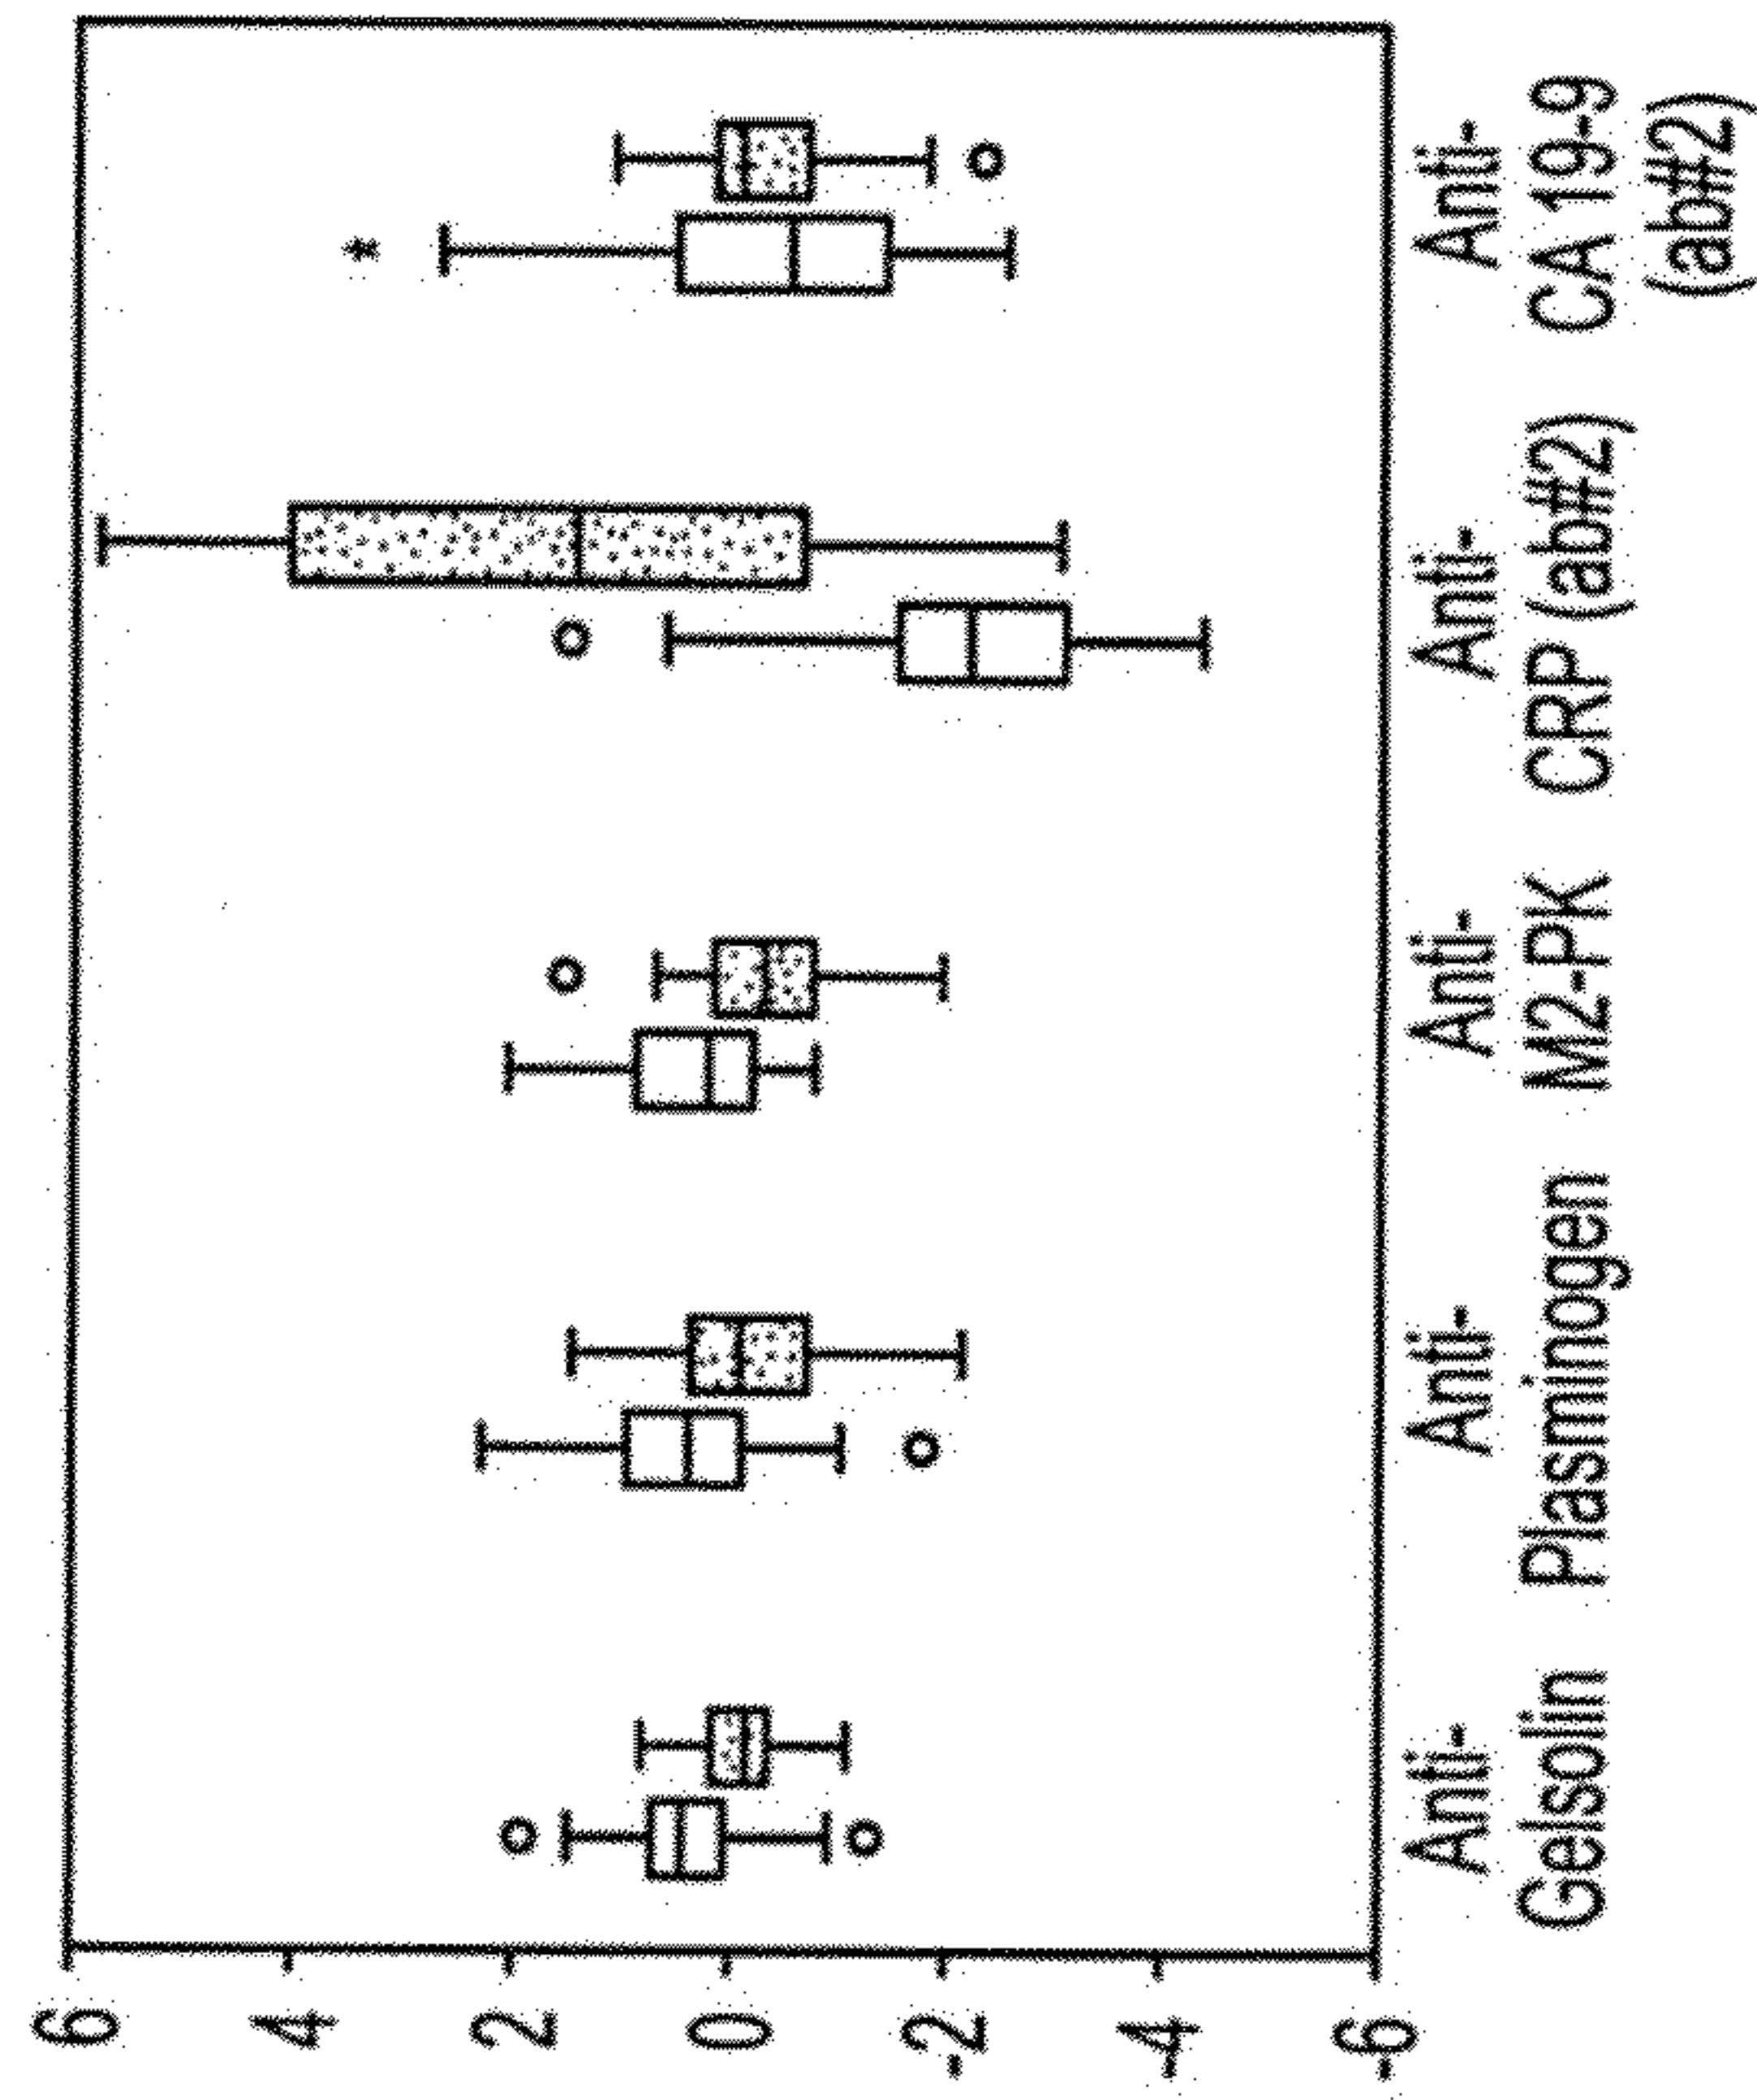 6
4
2
0
-2
-4
-6
Anti-
Gelsolin
Anti-
Plasminogen
Anti-
M2-PK
Anti-
CRP (ab#2)
Anti-
CA 19-9
(ab#2)